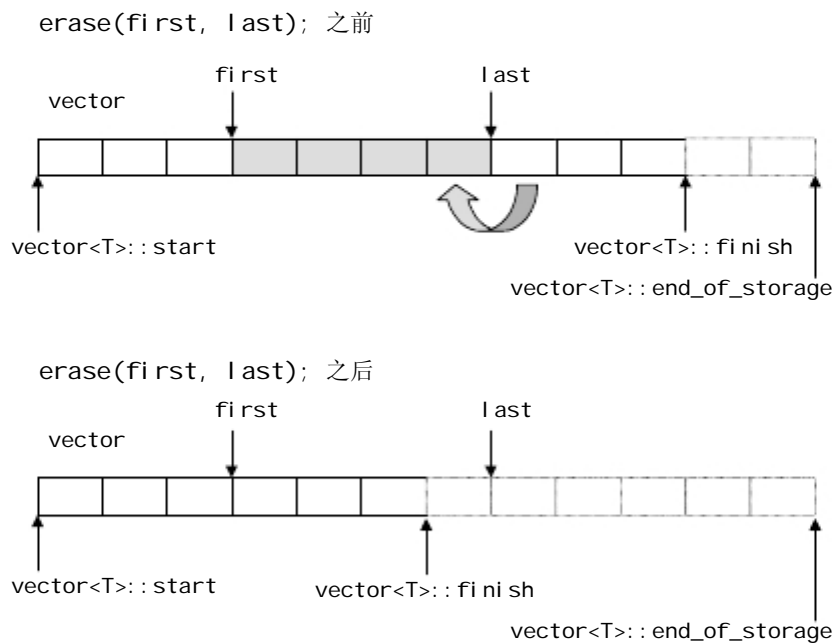 erase(first, last); 之前
first last
vector
vector<T>::start vector<T>::finish
vector<T>::end_of_storage
erase(first, last); 之后
first last
vector
vector<T>::start vector<T>::finish
vector<T>::end_of_storage